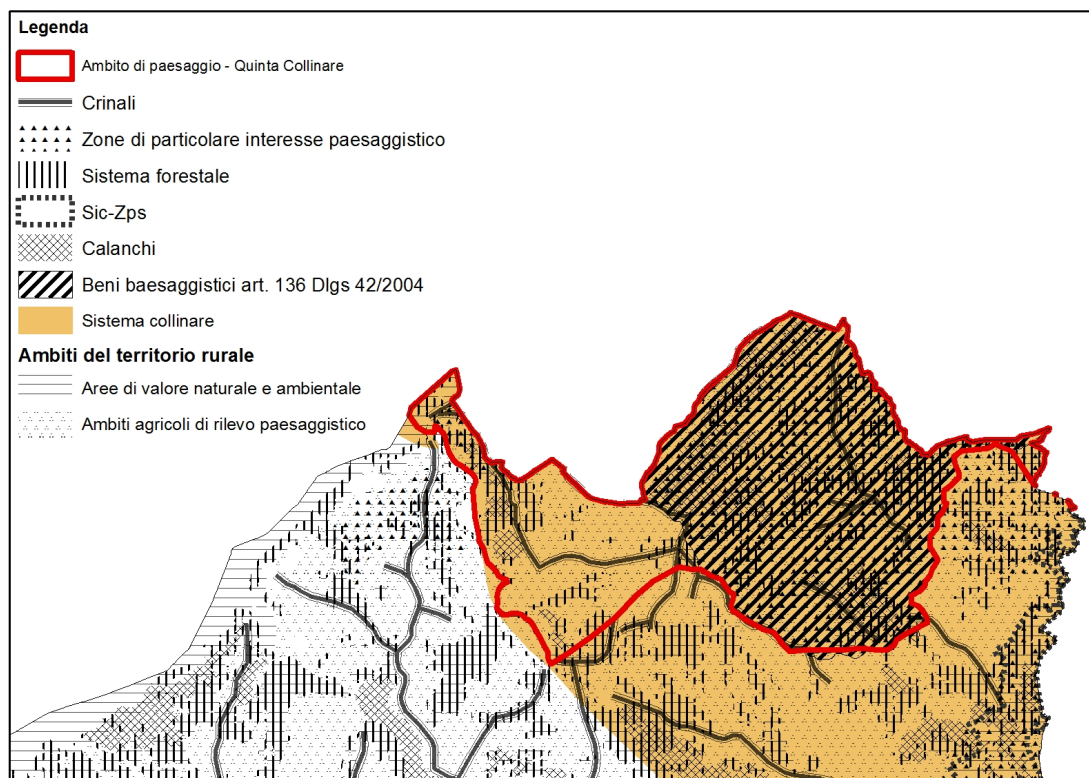 Legenda
Ambito di paesaggio - Quinta Collinare
Crinali
Zone di particolare interesse paesaggistico
Sistema forestale
Sic-Zps
Calanchi
Beni baesaggistici art. 136 Dlgs 42/2004
Sistema collinare
Ambiti del territorio rurale
Aree di valore naturale e ambientale
Ambiti agricoli di rilevo paesaggistico